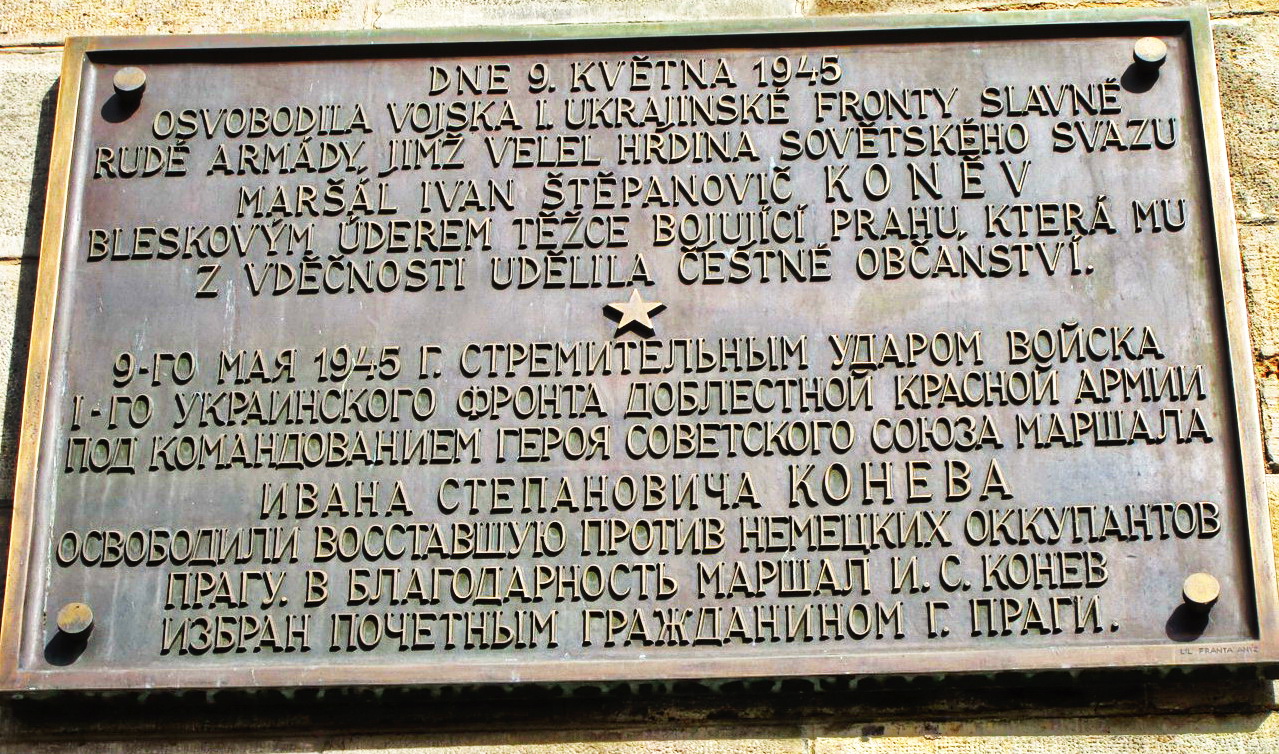 DNE 9. KVĚTNA 1945
OSVOBODILA VOJSKA I. UKRAJINSKÉ FRONTY SLAVNÉ
RUDÉ ARMÁDY, JIMŽ VELEL HRDINA SOVĚTSKÉHO SVAZU
MARŠÁL IVAN ŠTĚPANOVIČ KONĚV
BLESKOVÝM ÚDEREM TĚŽCE BOJUJÍCÍ PRAHU, KTERÁ MU
Z VDĚČNOSTI UDĚLILA ČESTNÉ OBČANSTVÍ.
9-ГО МАЯ 1945 Г. СТРЕМИТЕЛЬНЫМ УДАРОМ ВОЙСКА
I-ГО УКРАИНСКОГО ФРОНТА ДОБЛЕСТНОЙ КРАСНОЙ АРМИИ
ПОД КОМАНДОВАНИЕМ ГЕРОЯ СОВЕТСКОГО СОЮЗА МАРШАЛА
ИВАНА СТЕПАНОВИЧА КОНЕВА
ОСВОБОДИЛИ ВОССТАВШУЮ ПРОТИВ НЕМЕЦКИХ ОККУПАНТОВ
ПРАГУ. В БЛАГОДАРНОСТЬ МАРШАЛ И. С. КОНЕВ
ИЗБРАН ПОЧЕТНЫМ ГРАЖДАНИНОМ Г. ПРАГИ.
LIL FRANTA ANÝŽ